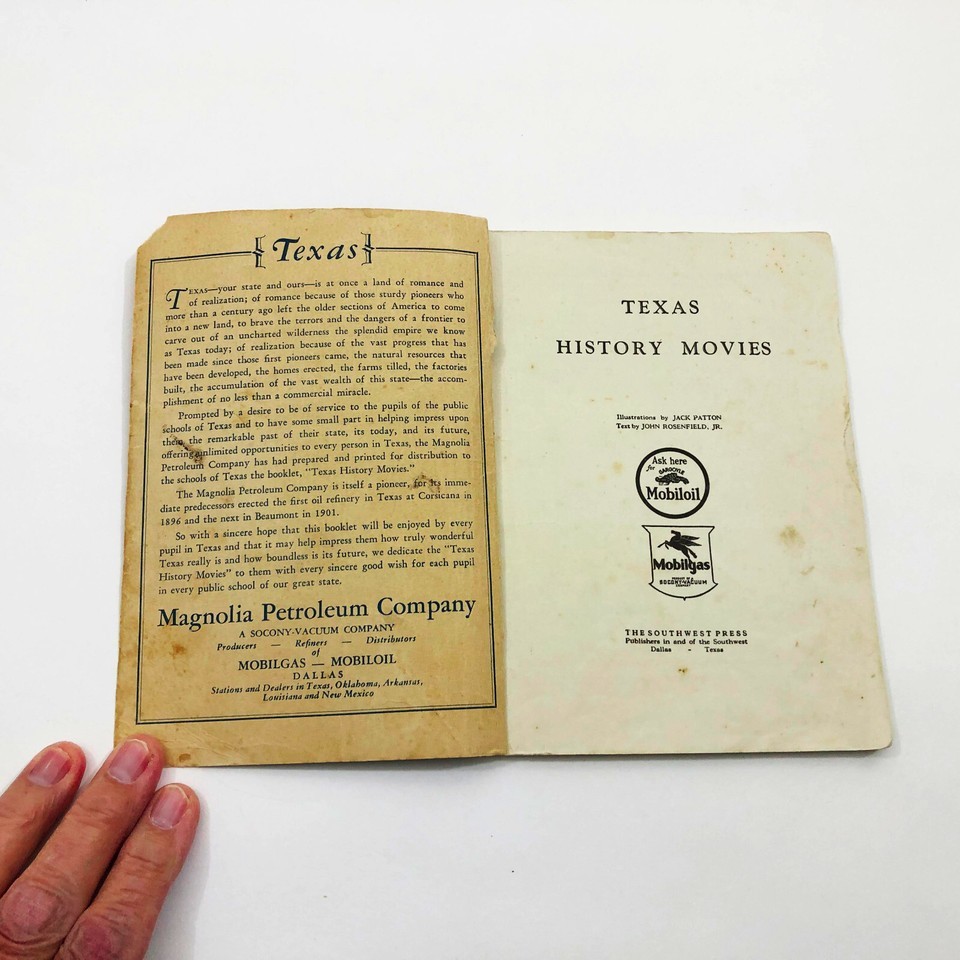 Texas
TEXAS—your state and ours—is at once a land of romance and
of realization; of romance because of those sturdy pioneers who
more than a century ago left the older sections of America to come
into a new land, to brave the terrors and the dangers of a frontier to
carve out of an uncharted wilderness the splendid empire we know
as Texas today; of realization because of the vast progress that has
been made since those first pioneers came, the natural resources that
have been developed, the homes erected, the farms tilled, the factories
built, the accumulation of the vast wealth of this state—the accom-
plishment of no less than a commercial miracle.
Prompted by a desire to be of service to the pupils of the public
schools of Texas and to have some small part in helping impress upon
them the remarkable past of their state, its today, and its future,
offering unlimited opportunities to every person in Texas, the Magnolia
Petroleum Company has had prepared and printed for distribution to
the schools of Texas the booklet, "Texas History Movies."
The Magnolia Petroleum Company is itself a pioneer, for its imme-
diate predecessors erected the first oil refinery in Texas at Corsicana in
1896 and the next in Beaumont in 1901.
So with a sincere hope that this booklet will be enjoyed by every
pupil in Texas and that it may help impress them how truly wonderful
Texas really is and how boundless is its future, we dedicate the "Texas
History Movies" to them with every sincere good wish for each pupil
in every public school of our great state.
Magnolia Petroleum Company
A SOCONY-VACUUM COMPANY
Producers — Refiners — Distributors
of
MOBILGAS — MOBILOIL
DALLAS
Stations and Dealers in Texas, Oklahoma, Arkansas,
Louisiana and New Mexico
TEXAS
HISTORY MOVIES
Illustrations by JACK PATTON
Text by JOHN ROSENFIELD, JR.
Ask here
for GARGOYLE
Mobiloil
Mobilgas
PRODUCT OF
SOCONY-VACUUM
COMPANY
THE SOUTHWEST PRESS
Publishers in and of the Southwest
Dallas - Texas